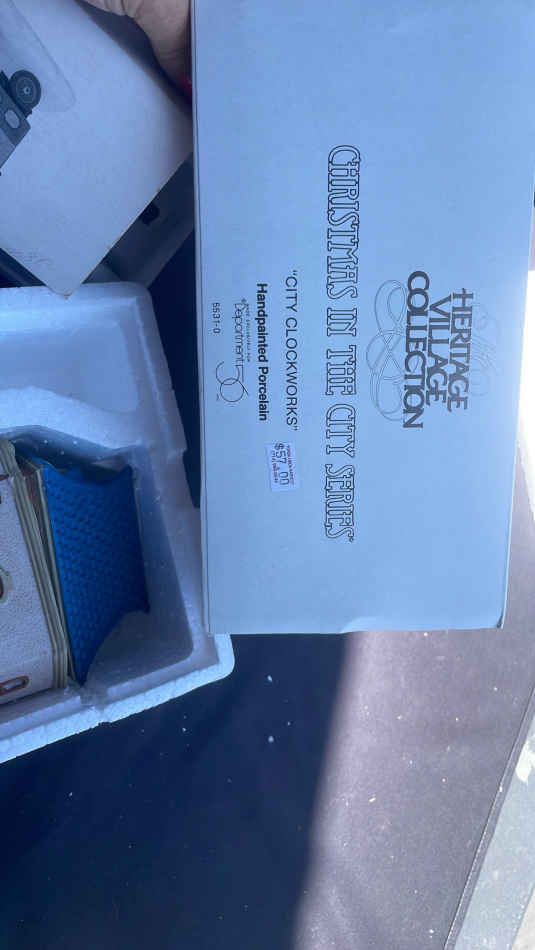 HERITAGE
VILLAGE
COLLECTION
CHRISTMAS IN THE CITY SERIES®
"CITY CLOCKWORKS"
Handpainted Porcelain
Department 56
5531-0
$57.00